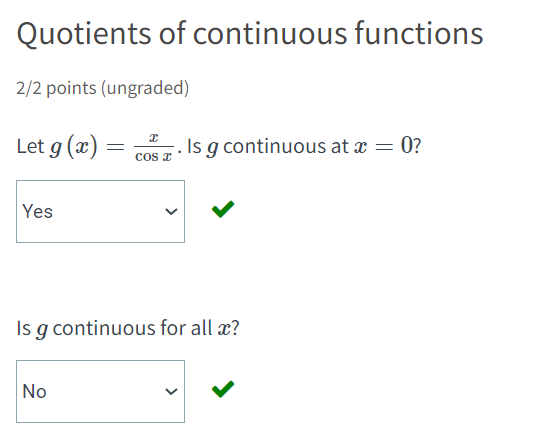 Quotients of continuous functions
2/2 points (ungraded)
Let g (x) = x/cos x. Is g continuous at x = 0?
Yes
Is g continuous for all x?
No